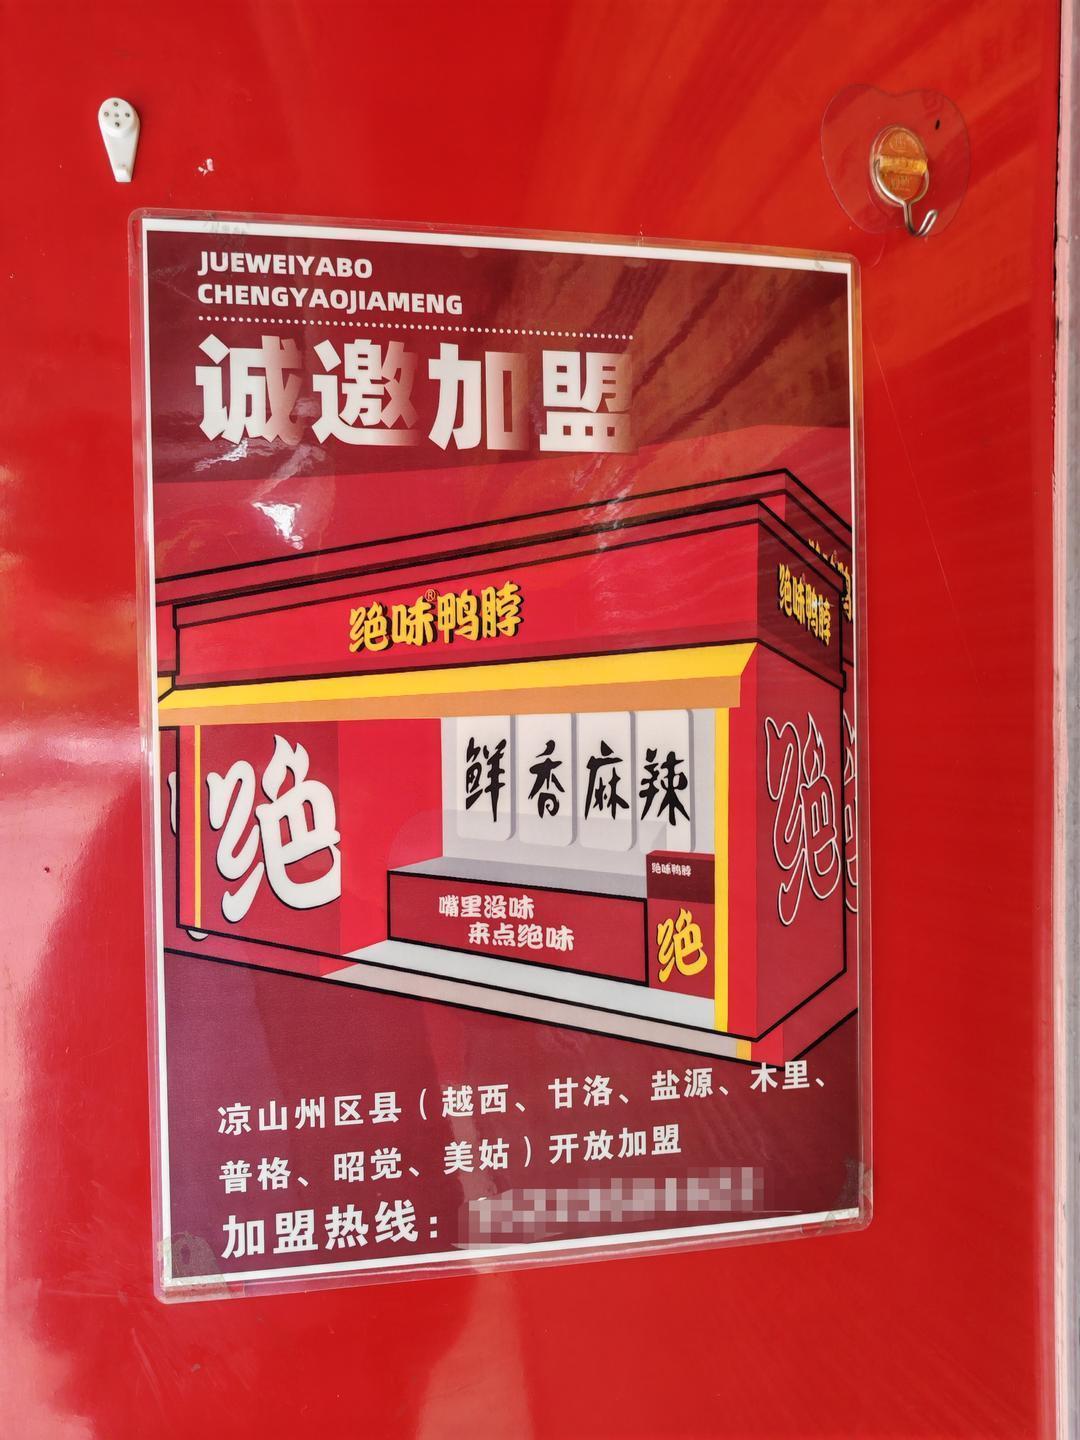 JUEWEIYABO
CHENGYAOJIAMENG
诚邀加盟
绝味®鸭脖
绝味鸭脖
绝
鲜香麻辣
绝味鸭脖
嘴里没味
来点绝味
绝
绝
凉山州区县（越西、甘洛、盐源、木里、
普格、昭觉、美姑）开放加盟
加盟热线：